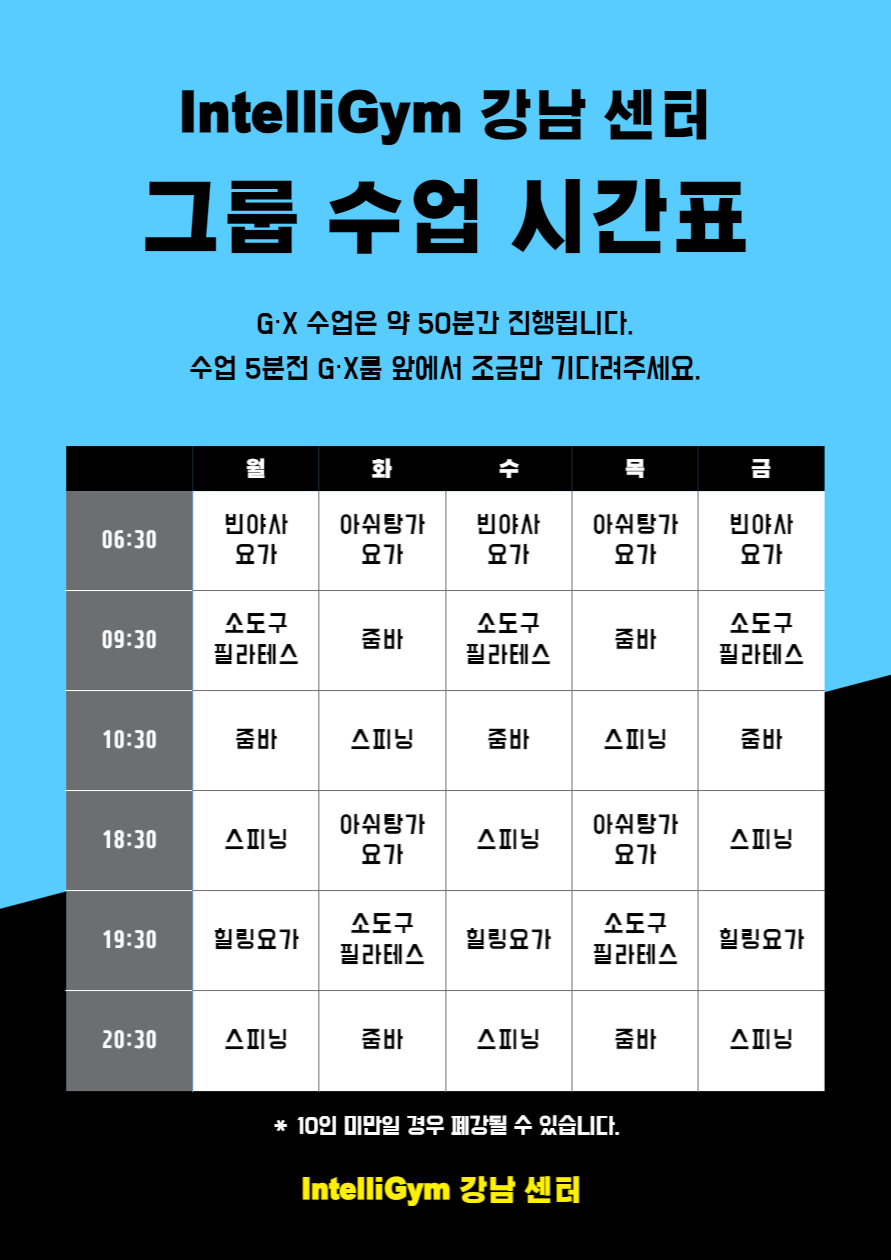 IntelliGym 강남 센터
그룹 수업 시간표
G·X 수업은 약 50분간 진행됩니다.
수업 5분전 G·X룸 앞에서 조금만 기다려주세요.
월 화 수 목 금
06:30 빈야사 요가 아쉬탕가 요가 빈야사 요가 아쉬탕가 요가 빈야사 요가
09:30 소도구 필라테스 줌바 소도구 필라테스 줌바 소도구 필라테스
10:30 줌바 스피닝 줌바 스피닝 줌바
18:30 스피닝 아쉬탕가 요가 스피닝 아쉬탕가 요가 스피닝
19:30 힐링요가 소도구 필라테스 힐링요가 소도구 필라테스 힐링요가
20:30 스피닝 줌바 스피닝 줌바 스피닝
* 10인 미만일 경우 폐강될 수 있습니다.
IntelliGym 강남 센터